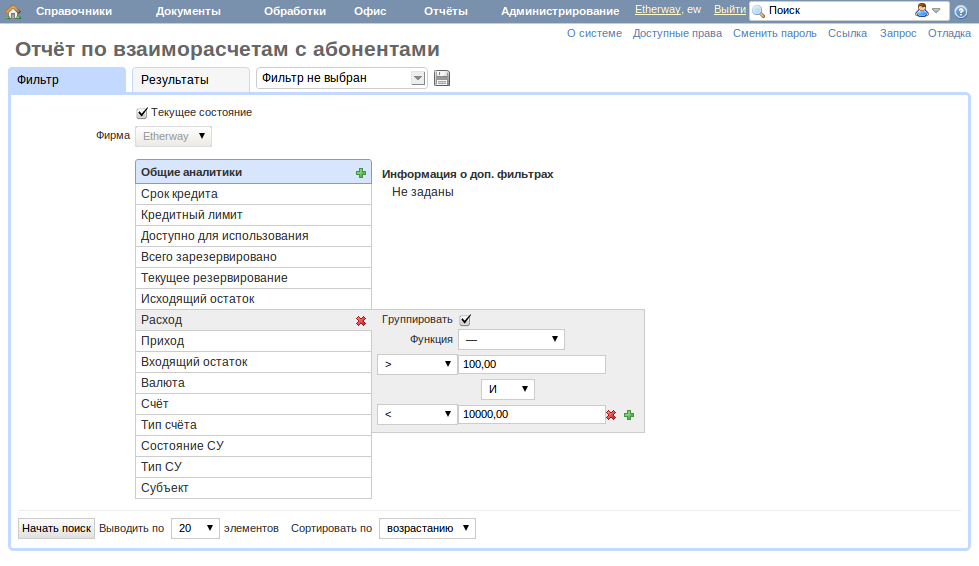 Справочники Документы Обработки Офис Отчёты Администрирование Etherway, ew Выйти Поиск
О системе Доступные права Сменить пароль Ссылка Запрос Отладка
Отчёт по взаиморасчетам с абонентами
Фильтр Результаты Фильтр не выбран
Текущее состояние
Фирма Etherway
Общие аналитики
Информация о доп. фильтрах
Не заданы
Срок кредита
Кредитный лимит
Доступно для использования
Всего зарезервировано
Текущее резервирование
Исходящий остаток
Расход Группировать
Функция —
Приход
> 100,00
Входящий остаток
Валюта
И
Счёт
< 10000,00
Тип счёта
Состояние СУ
Тип СУ
Субъект
Начать поиск Выводить по 20 элементов Сортировать по возрастанию